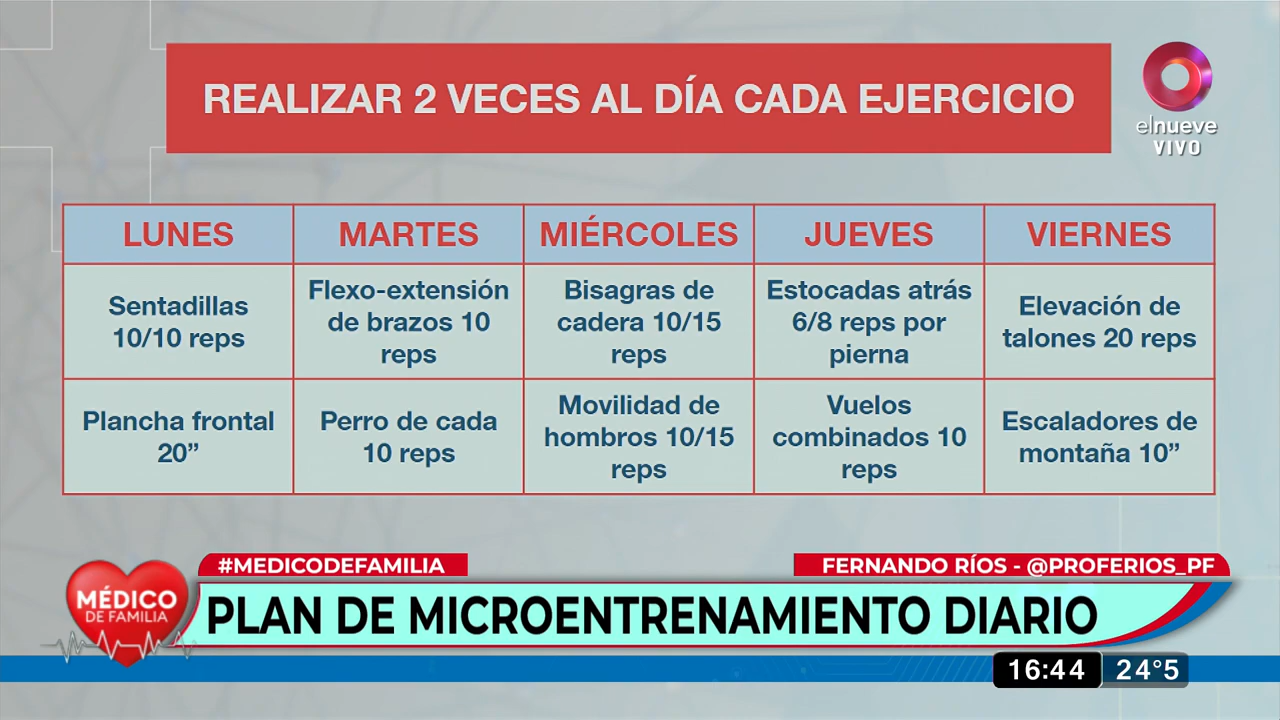 REALIZAR 2 VECES AL DÍA CADA EJERCICIO
elnueve
VIVO
LUNES
MARTES
MIÉRCOLES
JUEVES
VIERNES
Sentadillas
10/10 reps
Flexo-extensión
de brazos 10
reps
Bisagras de
cadera 10/15
reps
Estocadas atrás
6/8 reps por
pierna
Elevación de
talones 20 reps
Plancha frontal
20”
Perro de cada
10 reps
Movilidad de
hombros 10/15
reps
Vuelos
combinados 10
reps
Escaladores de
montaña 10”
#MEDICODEFAMILIA
FERNANDO RÍOS - @PROFERIOS_PF
MÉDICO
DE FAMILIA
PLAN DE MICROENTRENAMIENTO DIARIO
16:44
24°5